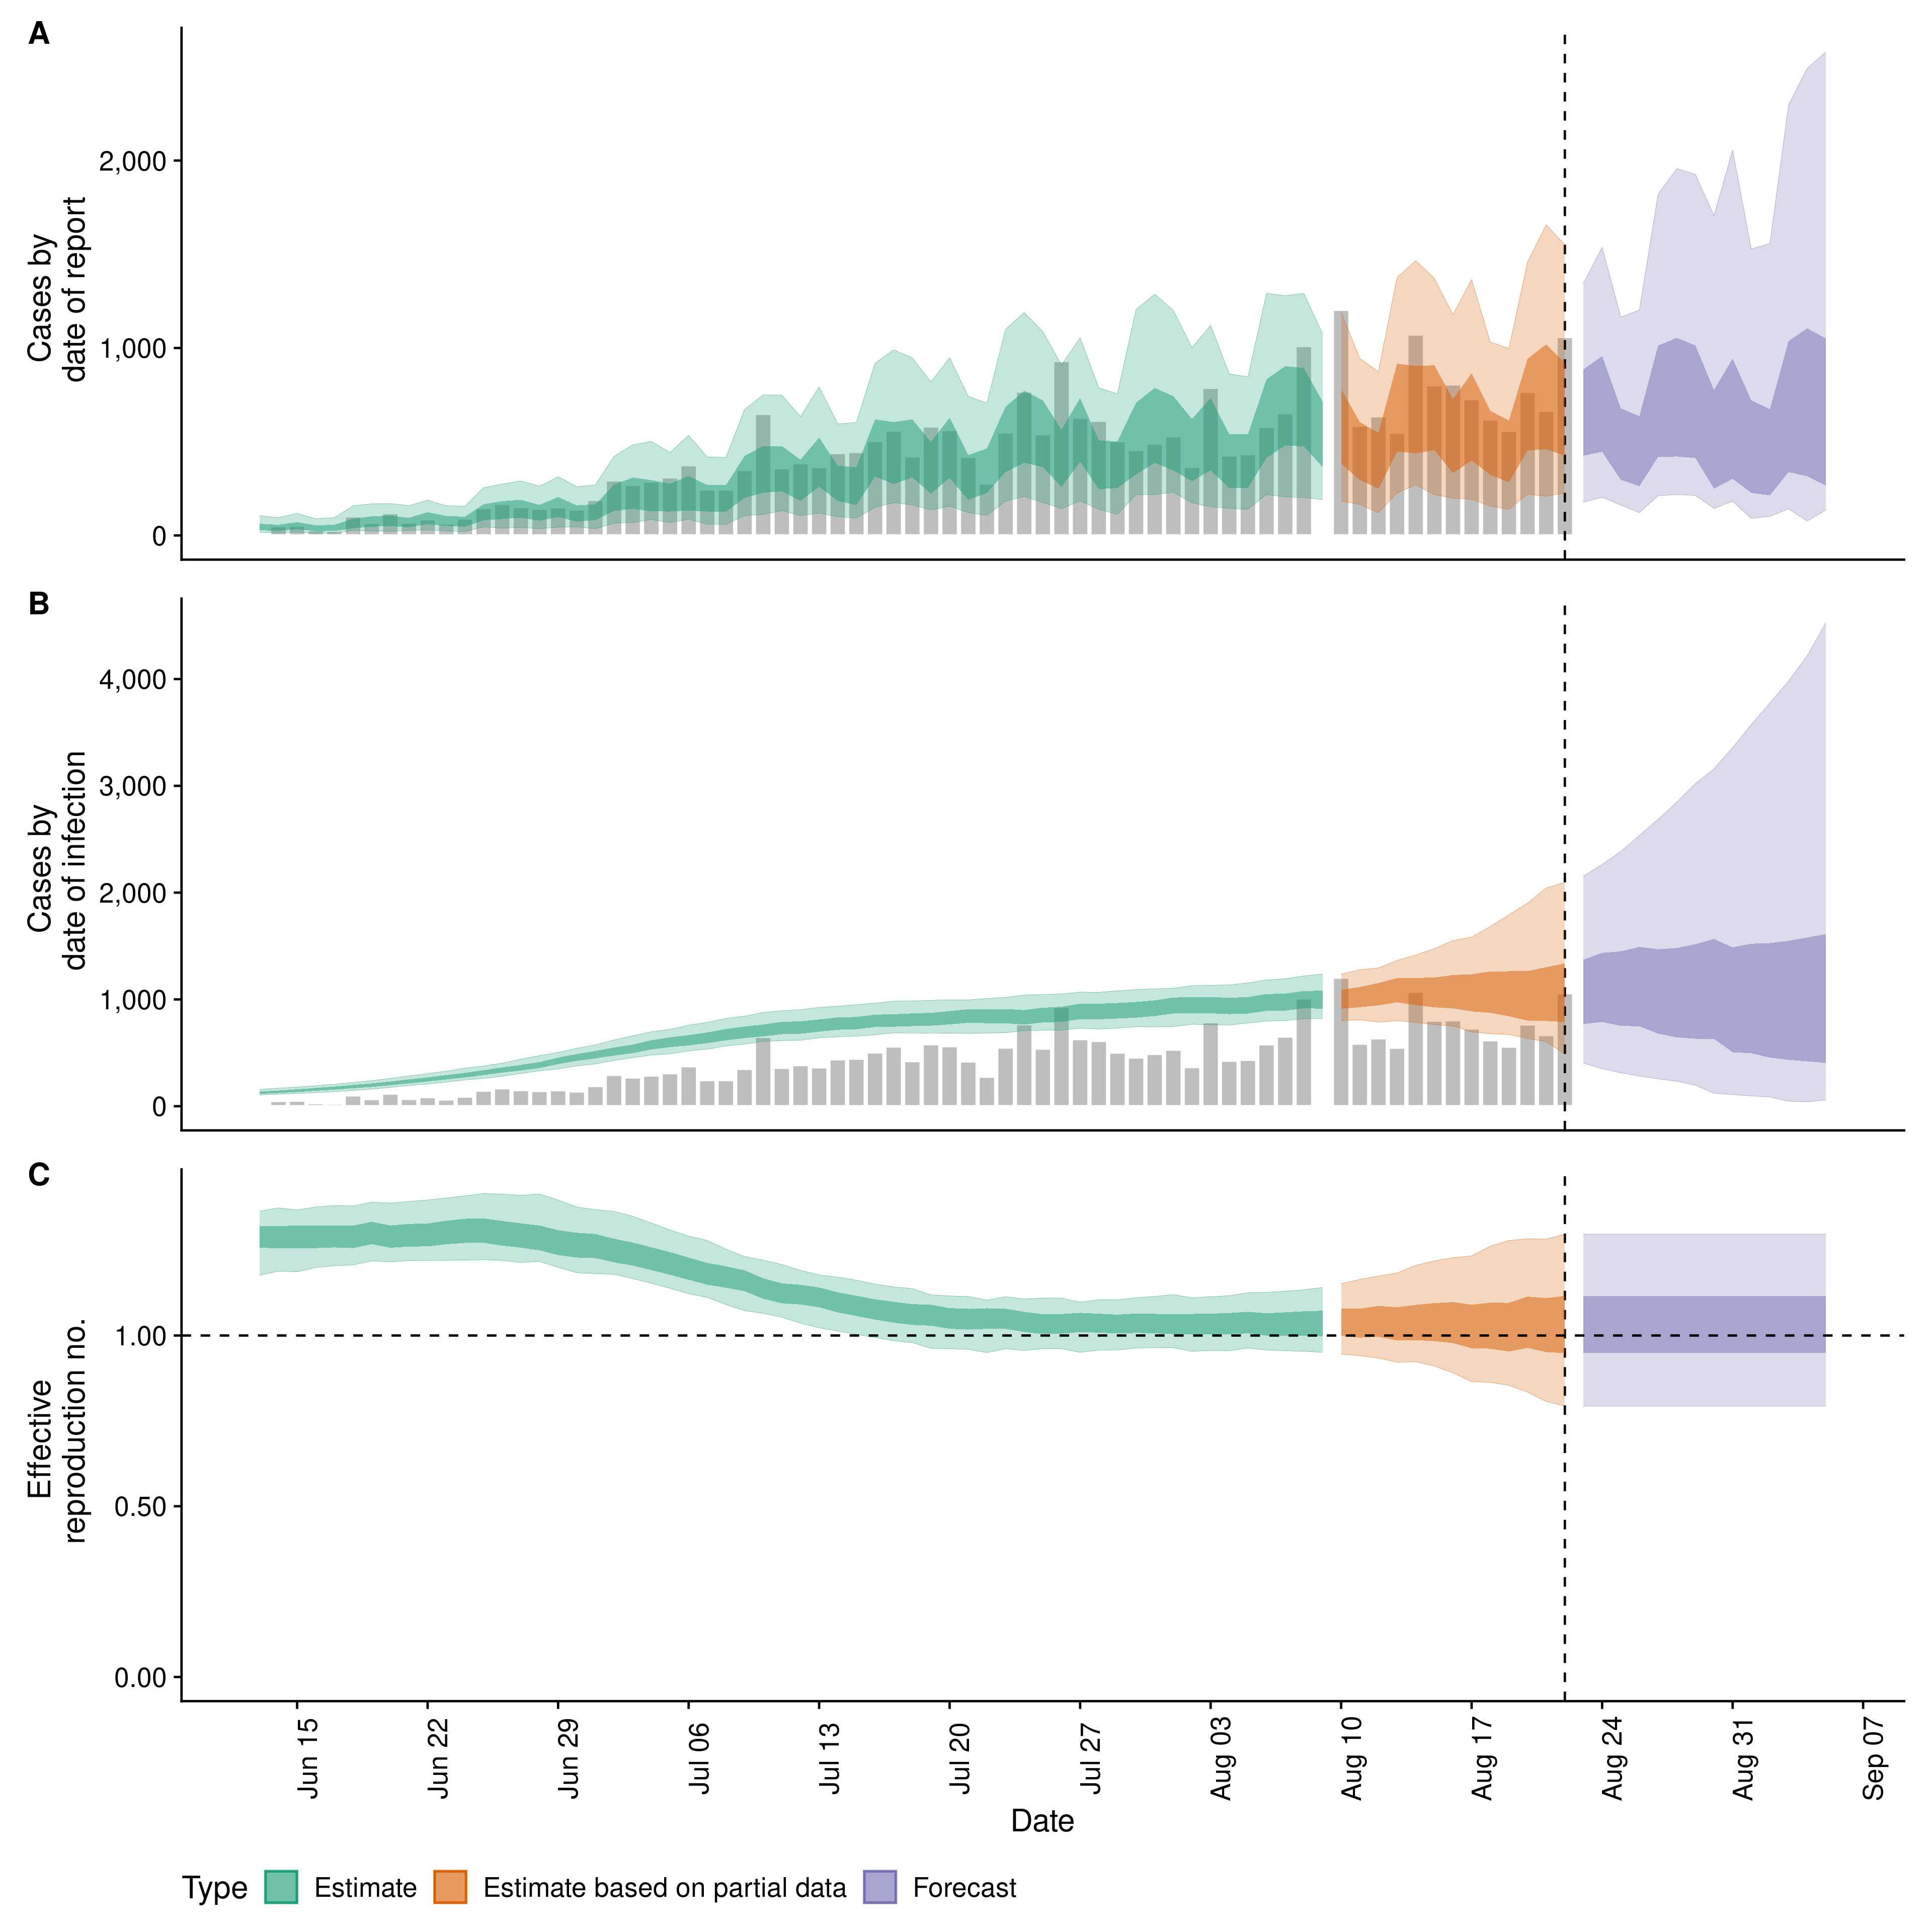 A
Cases by
date of report
2,000
1,000
0
B
Cases by
date of infection
4,000
3,000
2,000
1,000
0
C
Effective
reproduction no.
1.00
0.50
0.00
Jun 15
Jun 22
Jun 29
Jul 06
Jul 13
Jul 20
Jul 27
Aug 03
Aug 10
Aug 17
Aug 24
Aug 31
Sep 07
Date
Type Estimate Estimate based on partial data Forecast